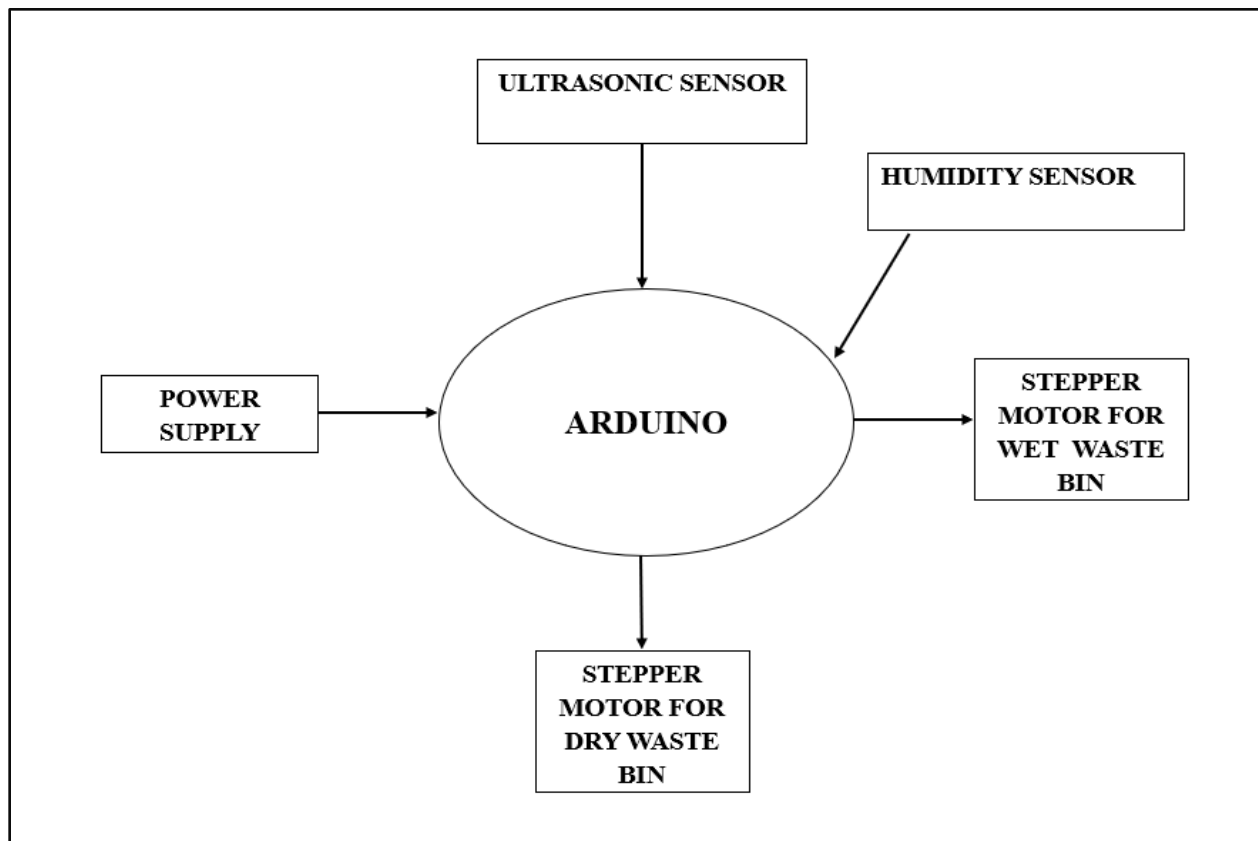 ULTRASONIC SENSOR
HUMIDITY SENSOR
POWER
SUPPLY
ARDUINO
STEPPER
MOTOR FOR
WET WASTE
BIN
STEPPER
MOTOR FOR
DRY WASTE
BIN